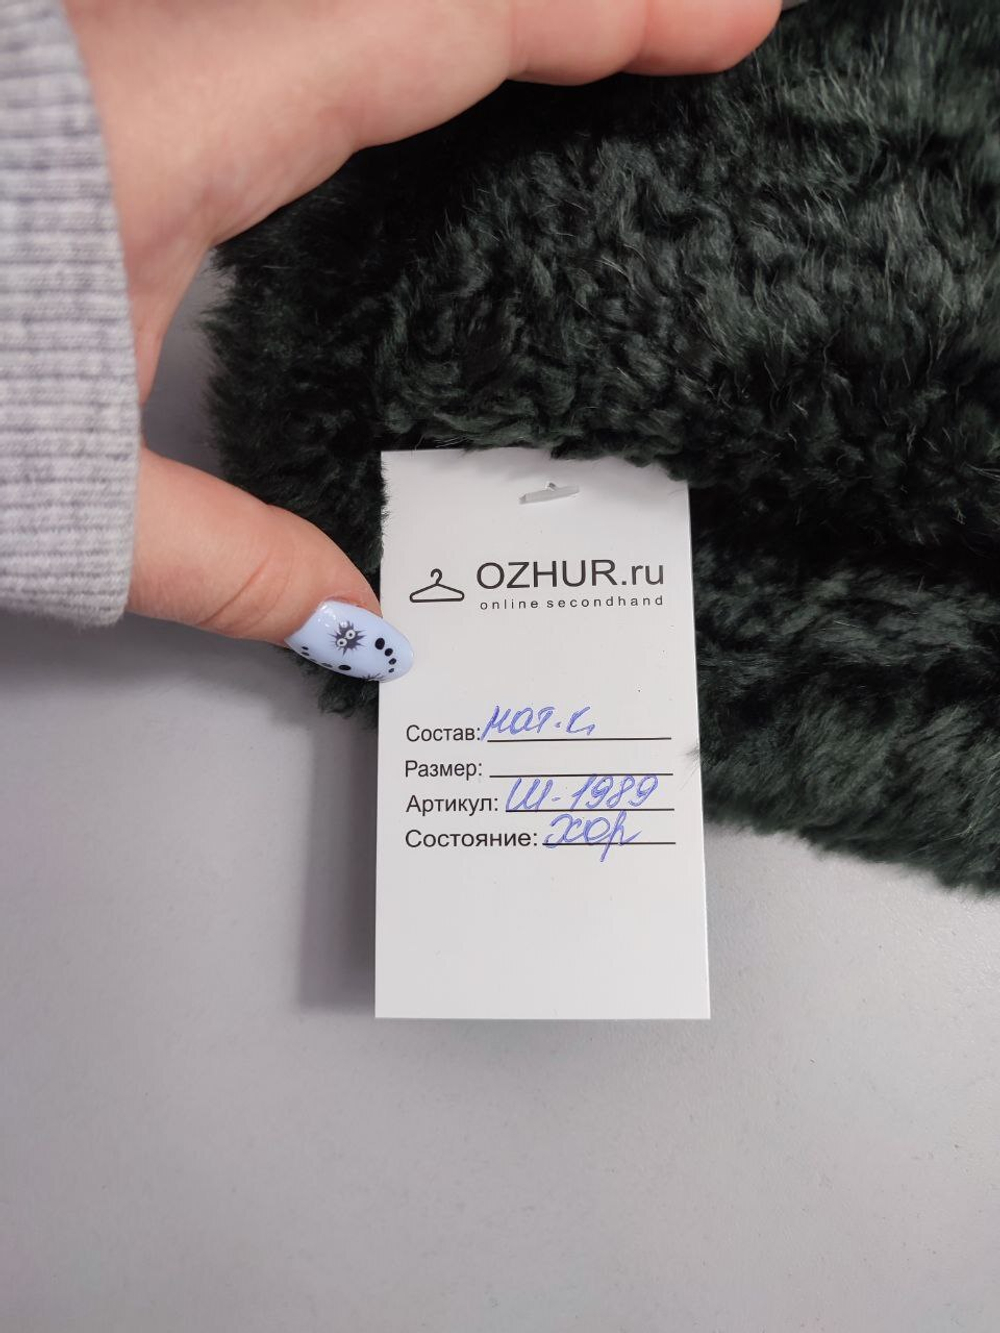 OZHUR.ru
online secondhand
Состав: нат.к.
Размер:
Артикул: Ш-1989
Состояние: хор